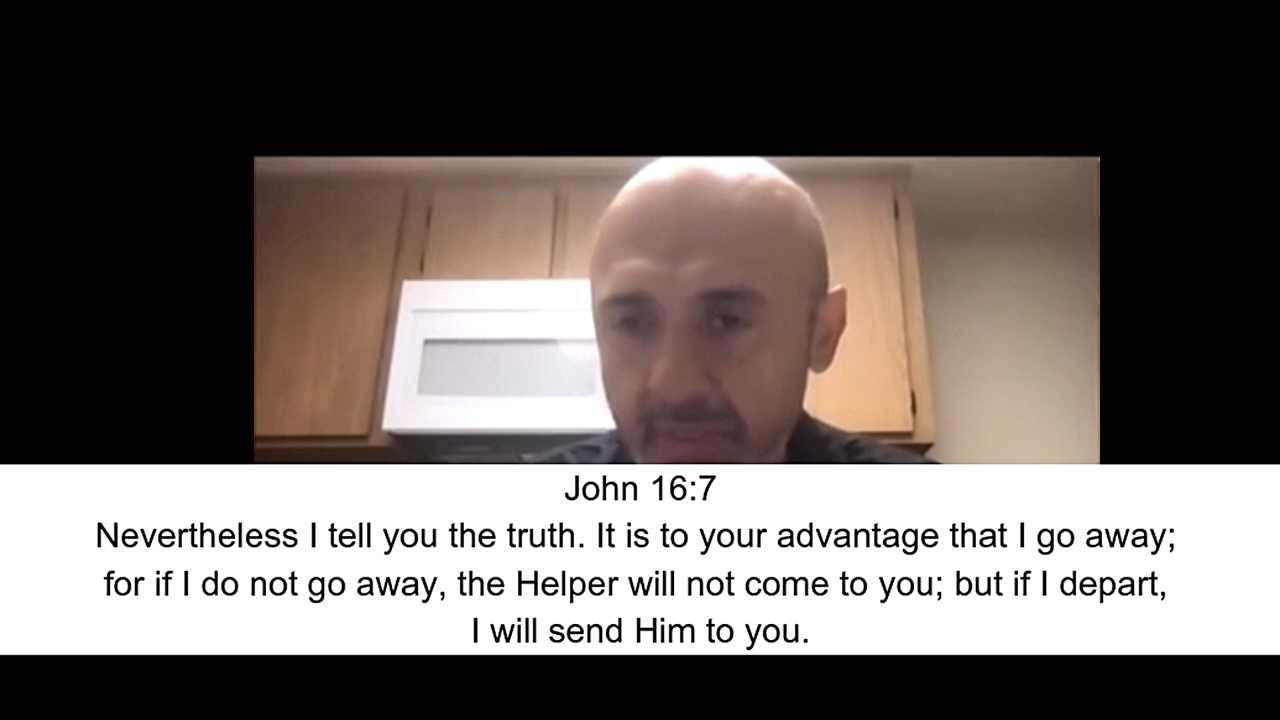 John 16:7
Nevertheless I tell you the truth. It is to your advantage that I go away;
for if I do not go away, the Helper will not come to you; but if I depart,
I will send Him to you.